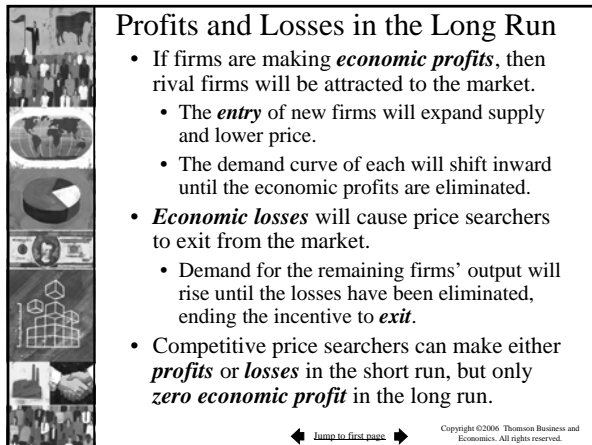 Profits and Losses in the Long Run
• If firms are making economic profits, then
rival firms will be attracted to the market.
• The entry of new firms will expand supply
and lower price.
• The demand curve of each will shift inward
until the economic profits are eliminated.
• Economic losses will cause price searchers
to exit from the market.
• Demand for the remaining firms' output will
rise until the losses have been eliminated,
ending the incentive to exit.
• Competitive price searchers can make either
profits or losses in the short run, but only
zero economic profit in the long run.
Jump to first page
Copyright ©2006 Thomson Business and
Economics. All rights reserved.